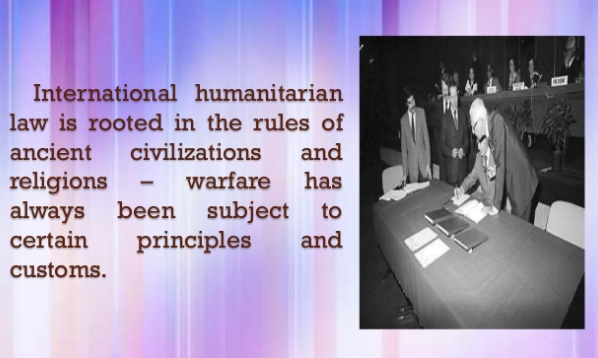 International humanitarian
law is rooted in the rules of
ancient civilizations and
religions – warfare has
always been subject to
certain principles and
customs.